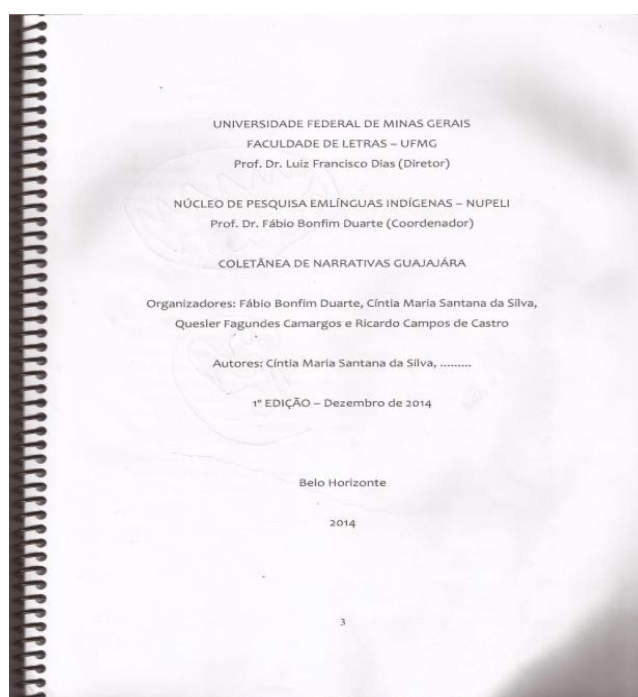 UNIVERSIDADE FEDERAL DE MINAS GERAIS
FACULDADE DE LETRAS – UFMG
Prof. Dr. Luiz Francisco Dias (Diretor)
NÚCLEO DE PESQUISA EMLÍNGUAS INDÍGENAS – NUPELI
Prof. Dr. Fábio Bonfim Duarte (Coordenador)
COLETÂNEA DE NARRATIVAS GUAJAJÁRA
Organizadores: Fábio Bonfim Duarte, Cíntia Maria Santana da Silva,
Quesler Fagundes Camargos e Ricardo Campos de Castro
Autores: Cíntia Maria Santana da Silva, .........
1º EDIÇÃO – Dezembro de 2014
Belo Horizonte
2014
3